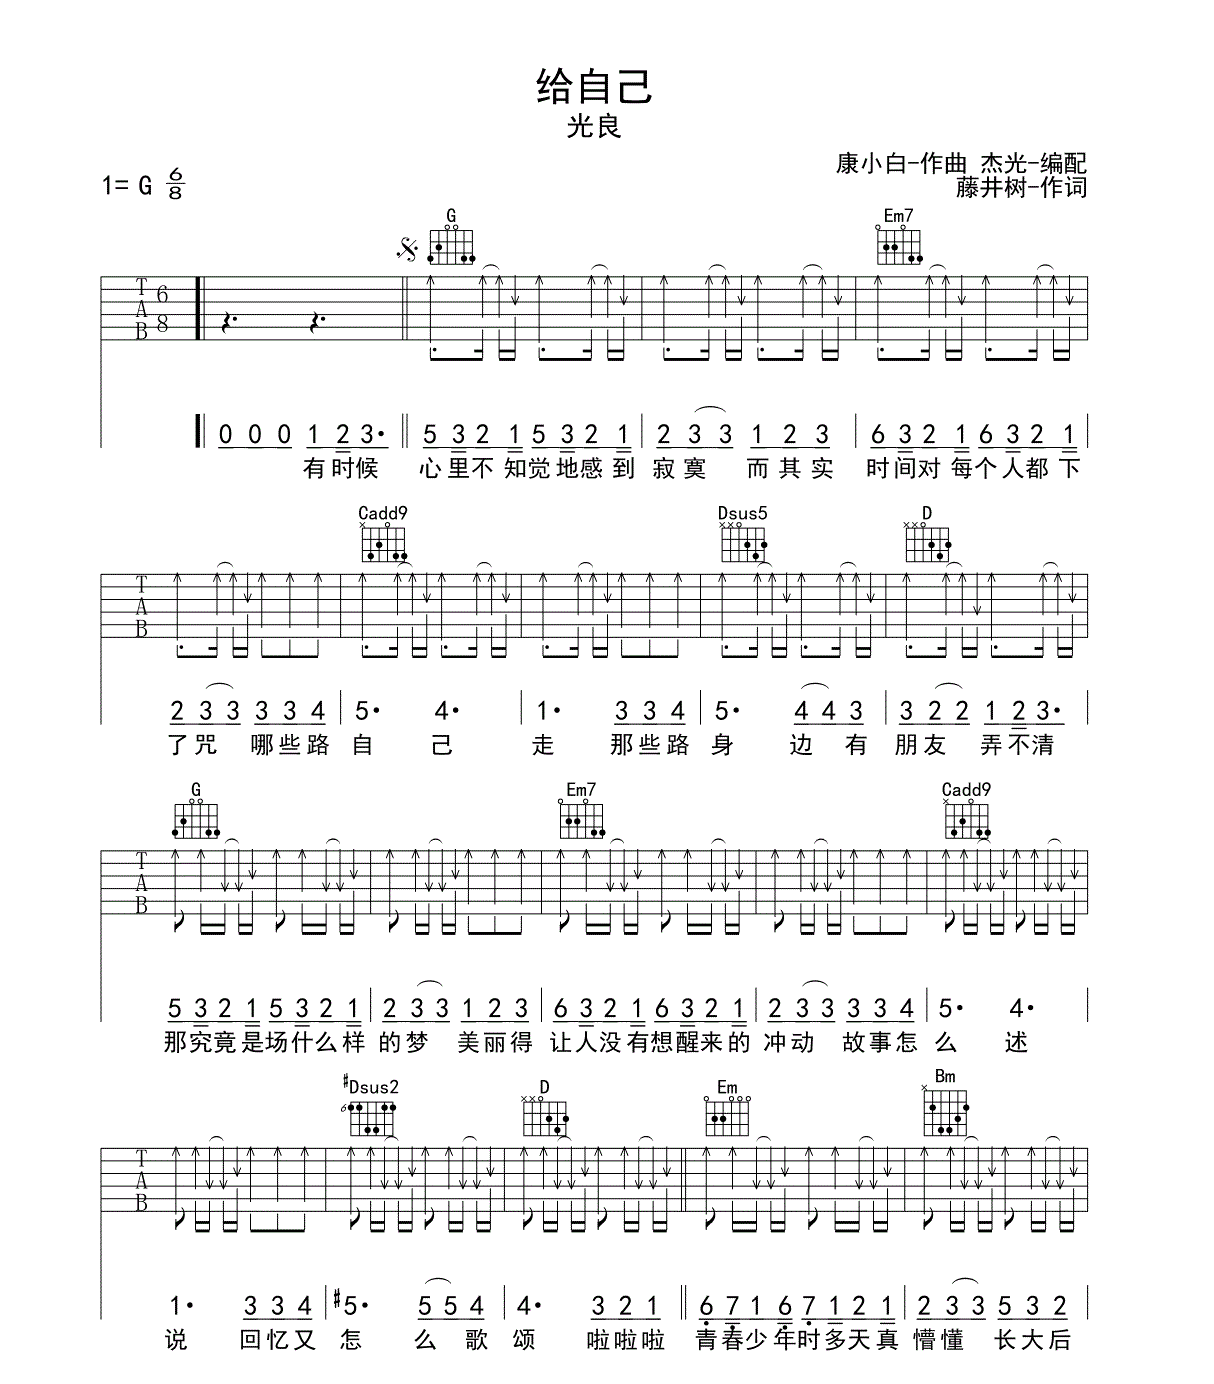 给自己
光良
康小白-作曲 杰光-编配
1= G 6/8
藤井树-作词
G Em7
T A B 6 8
0 0 0 1 2 3· 5 3 2 1 5 3 2 1 2 3 3 1 2 3 6 3 2 1 6 3 2 1
有时候 心里不知觉地感到 寂寞 而其实 时间对每个人都下
Cadd9 Dsus5 D
T A B
2 3 3 3 3 4 5· 4· 1· 3 3 4 5· 4 4 3 3 2 2 1 2 3·
了咒 哪些路 自 己 走 那些路 身 边有 朋友 弄不清
G Em7 Cadd9
T A B
5 3 2 1 5 3 2 1 2 3 3 1 2 3 6 3 2 1 6 3 2 1 2 3 3 3 3 4 5· 4·
那究竟是场什么样 的梦 美丽得 让人没有想醒来的 冲动 故事怎 么 述
#Dsus2 D Em Bm
6
T A B
1· 3 3 4 #5· 5 5 4 4· 3 2 1 6 7 1 6 7 1 2 1 2 3 3 5 3 2
说 回忆又 怎 么歌 颂 啦啦啦 青春少年时多天真 懵懂 长大后